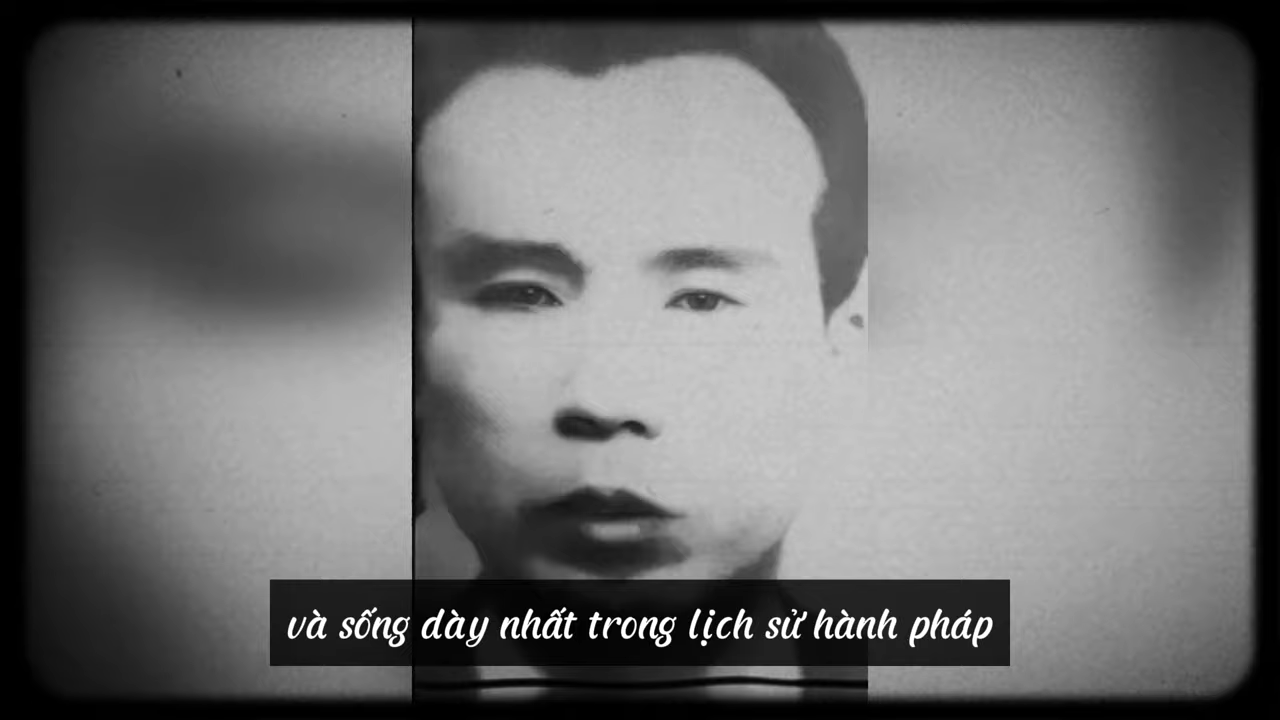 và sống dày nhất trong lịch sử hành pháp